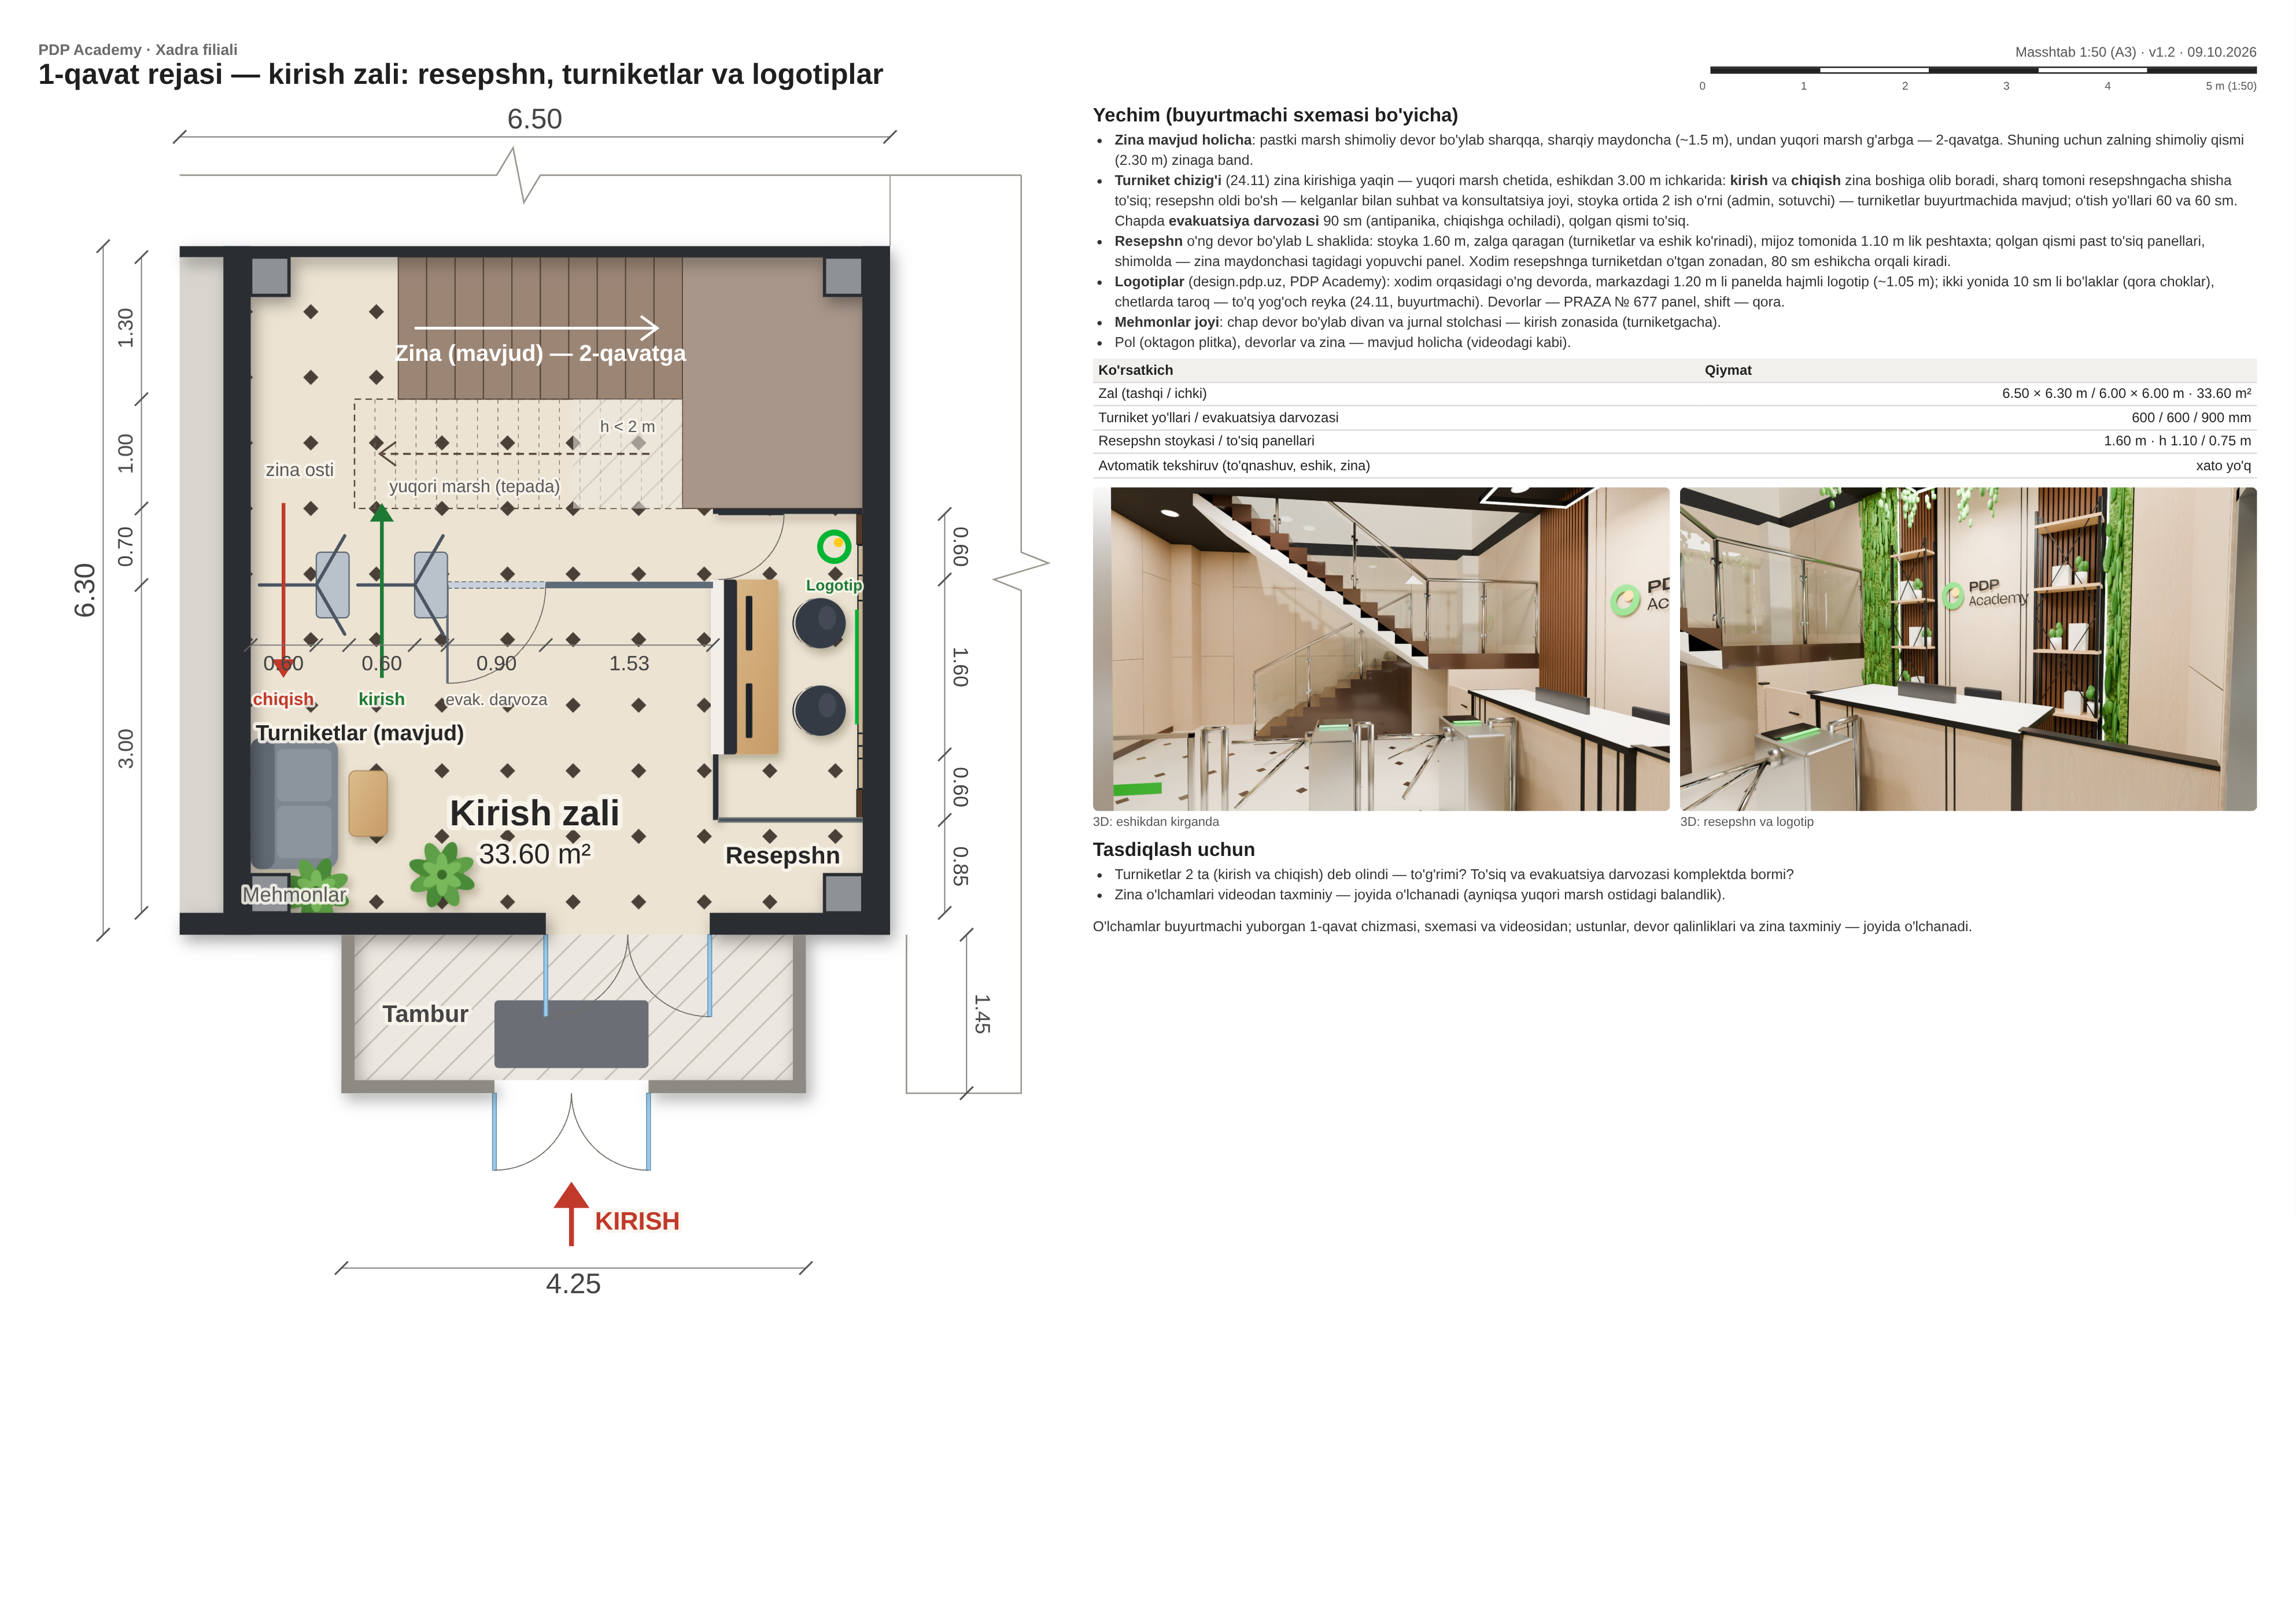 PDP Academy · Xadra filiali
1-qavat rejasi — kirish zali: resepshn, turniketlar va logotiplar
Masshtab 1:50 (A3) · v1.2 · 09.10.2026
0 1 2 3 4 5 m (1:50)
6.50
6.30
1.30
1.00
0.70
3.00
Zina (mavjud) — 2-qavatga
h < 2 m
zina osti
yuqori marsh (tepada)
Logotip
0.60
1.60
0.60
0.85
0.60 0.60 0.90 1.53
chiqish kirish evak. darvoza
Turniketlar (mavjud)
Kirish zali
33.60 m²
Resepshn
Mehmonlar
Tambur
1.45
KIRISH
4.25
Yechim (buyurtmachi sxemasi bo'yicha)
• Zina mavjud holicha: pastki marsh shimoliy devor bo'ylab sharqqa, sharqiy maydoncha (~1.5 m), undan yuqori marsh g'arbga — 2-qavatga. Shuning uchun zalning shimoliy qismi
(2.30 m) zinaga band.
• Turniket chizig'i (24.11) zina kirishiga yaqin — yuqori marsh chetida, eshikdan 3.00 m ichkarida: kirish va chiqish zina boshiga olib boradi, sharq tomoni resepshngacha shisha
to'siq; resepshn oldi bo'sh — kelganlar bilan suhbat va konsultatsiya joyi, stoyka ortida 2 ish o'rni (admin, sotuvchi) — turniketlar buyurtmachida mavjud; o'tish yo'llari 60 va 60 sm.
Chapda evakuatsiya darvozasi 90 sm (antipanika, chiqishga ochiladi), qolgan qismi to'siq.
• Resepshn o'ng devor bo'ylab L shaklida: stoyka 1.60 m, zalga qaragan (turniketlar va eshik ko'rinadi), mijoz tomonida 1.10 m lik peshtaxta; qolgan qismi past to'siq panellari,
shimolda — zina maydonchasi tagidagi yopuvchi panel. Xodim resepshnga turniketdan o'tgan zonadan, 80 sm eshikcha orqali kiradi.
• Logotiplar (design.pdp.uz, PDP Academy): xodim orqasidagi o'ng devorda, markazdagi 1.20 m li panelda hajmli logotip (~1.05 m); ikki yonida 10 sm li bo'laklar (qora choklar),
chetlarda taroq — to'q yog'och reyka (24.11, buyurtmachi). Devorlar — PRAZA № 677 panel, shift — qora.
• Mehmonlar joyi: chap devor bo'ylab divan va jurnal stolchasi — kirish zonasida (turniketgacha).
• Pol (oktagon plitka), devorlar va zina — mavjud holicha (videodagi kabi).
Ko'rsatkich Qiymat
Zal (tashqi / ichki) 6.50 × 6.30 m / 6.00 × 6.00 m · 33.60 m²
Turniket yo'llari / evakuatsiya darvozasi 600 / 600 / 900 mm
Resepshn stoykasi / to'siq panellari 1.60 m · h 1.10 / 0.75 m
Avtomatik tekshiruv (to'qnashuv, eshik, zina) xato yo'q
PD
Ac
PDP
Academy
3D: eshikdan kirganda
3D: resepshn va logotip
Tasdiqlash uchun
• Turniketlar 2 ta (kirish va chiqish) deb olindi — to'g'rimi? To'siq va evakuatsiya darvozasi komplektda bormi?
• Zina o'lchamlari videodan taxminiy — joyida o'lchanadi (ayniqsa yuqori marsh ostidagi balandlik).
O'lchamlar buyurtmachi yuborgan 1-qavat chizmasi, sxemasi va videosidan; ustunlar, devor qalinliklari va zina taxminiy — joyida o'lchanadi.